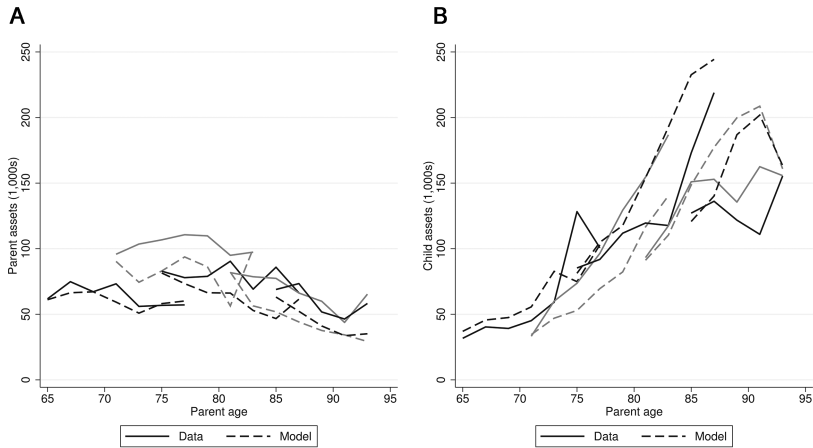 A
Parent assets (1,000s)
250
200
150
100
50
0
65 70 75 80 85 90 95
Parent age
Data Model
B
Child assets (1,000s)
250
200
150
100
50
0
65 70 75 80 85 90 95
Parent age
Data Model